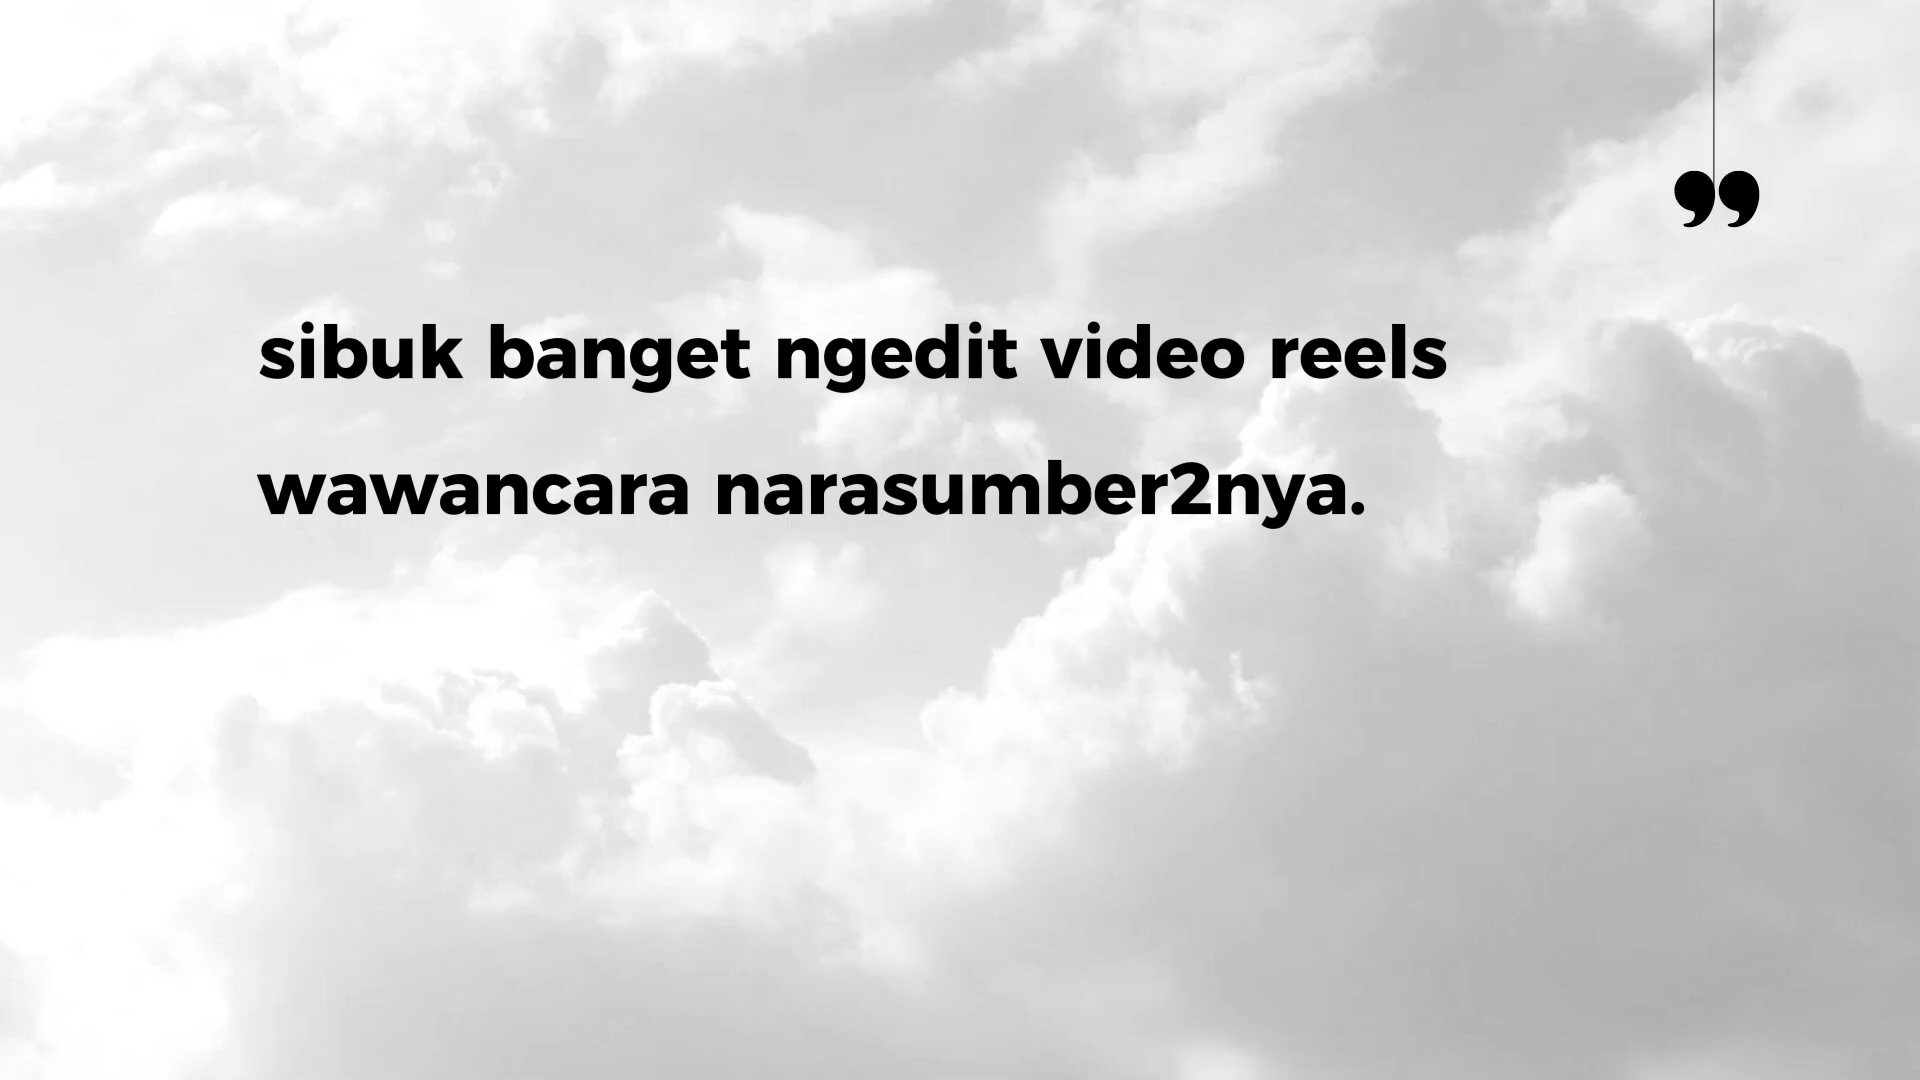 ”
sibuk banget ngedit video reels
wawancara narasumber2nya.